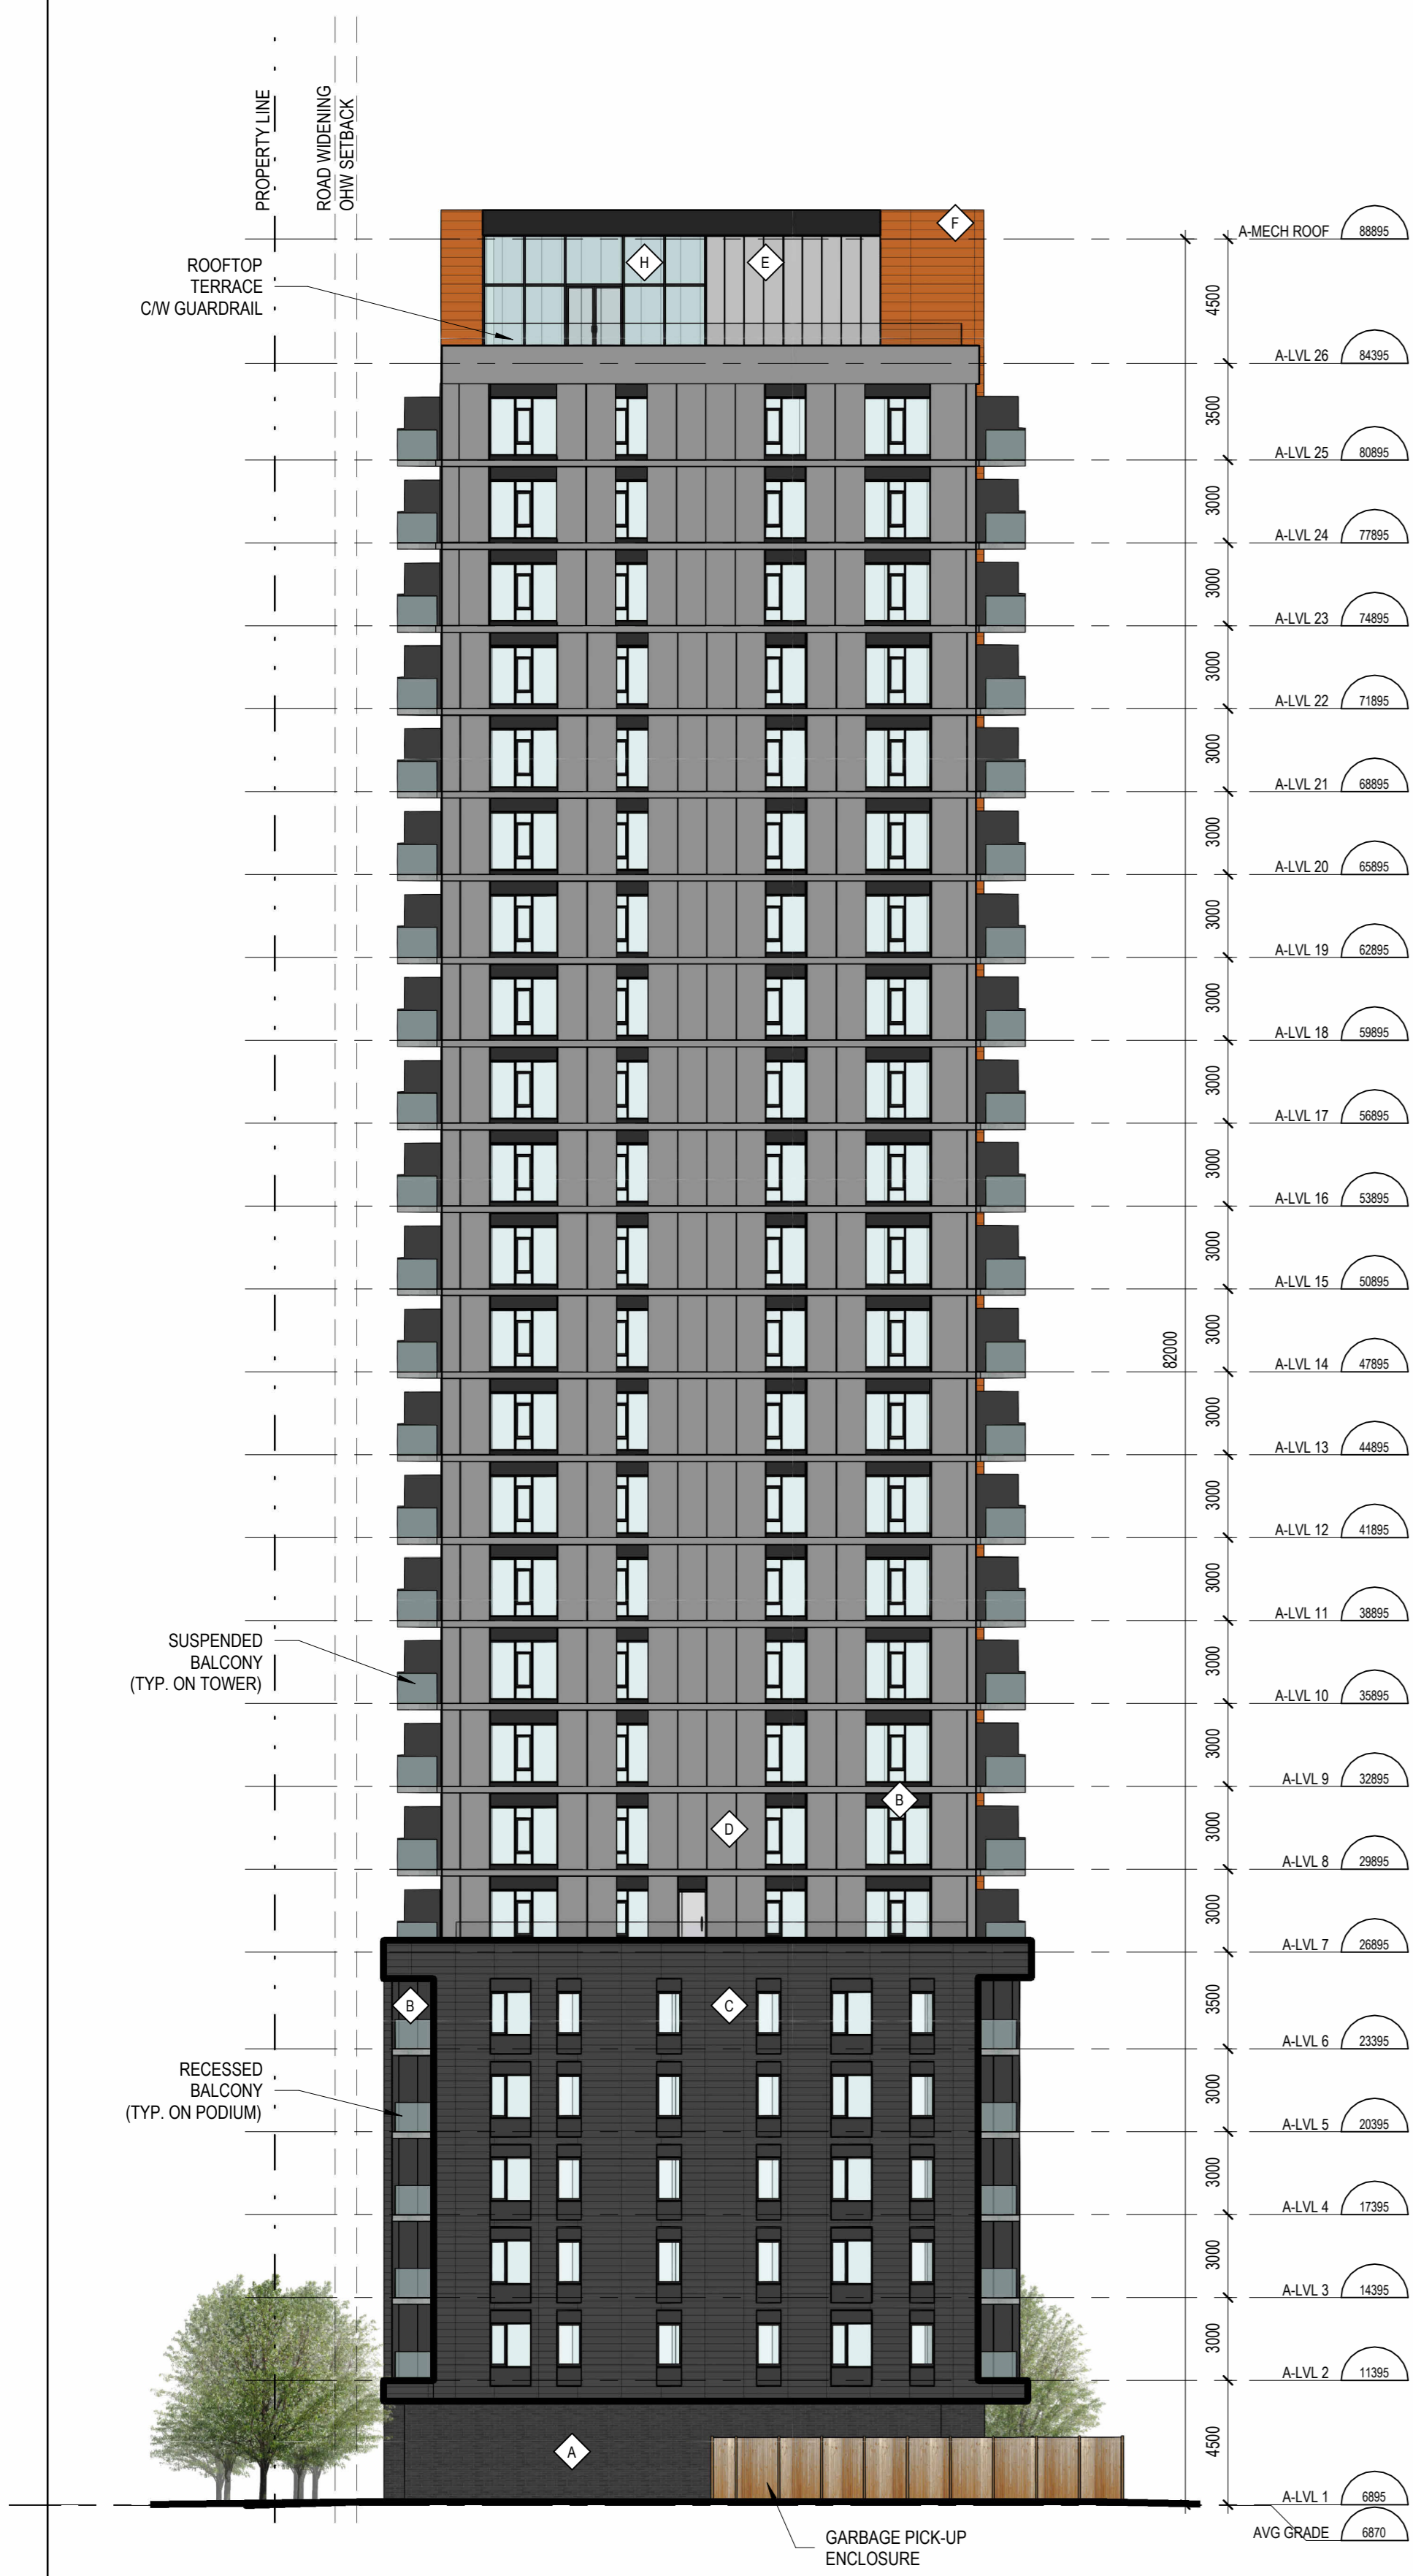 PROPERTY LINE
ROAD WIDENING
OHW SETBACK
ROOFTOP
TERRACE
C/W GUARDRAIL
H
E
F
A-MECH ROOF 88895
4500
A-LVL 26 84395
3500
A-LVL 25 80895
3000
A-LVL 24 77895
3000
A-LVL 23 74895
3000
A-LVL 22 71895
3000
A-LVL 21 68895
3000
A-LVL 20 65895
3000
A-LVL 19 62895
3000
A-LVL 18 59895
3000
A-LVL 17 56895
3000
A-LVL 16 53895
3000
A-LVL 15 50895
3000
82000
A-LVL 14 47895
3000
A-LVL 13 44895
3000
A-LVL 12 41895
3000
A-LVL 11 38895
SUSPENDED
BALCONY
(TYP. ON TOWER)
3000
A-LVL 10 35895
3000
A-LVL 9 32895
B
D
3000
A-LVL 8 29895
3000
A-LVL 7 26895
B
C
3500
A-LVL 6 23395
RECESSED
BALCONY
(TYP. ON PODIUM)
3000
A-LVL 5 20395
3000
A-LVL 4 17395
3000
A-LVL 3 14395
3000
A-LVL 2 11395
A
4500
A-LVL 1 6895
AVG GRADE 6870
GARBAGE PICK-UP
ENCLOSURE